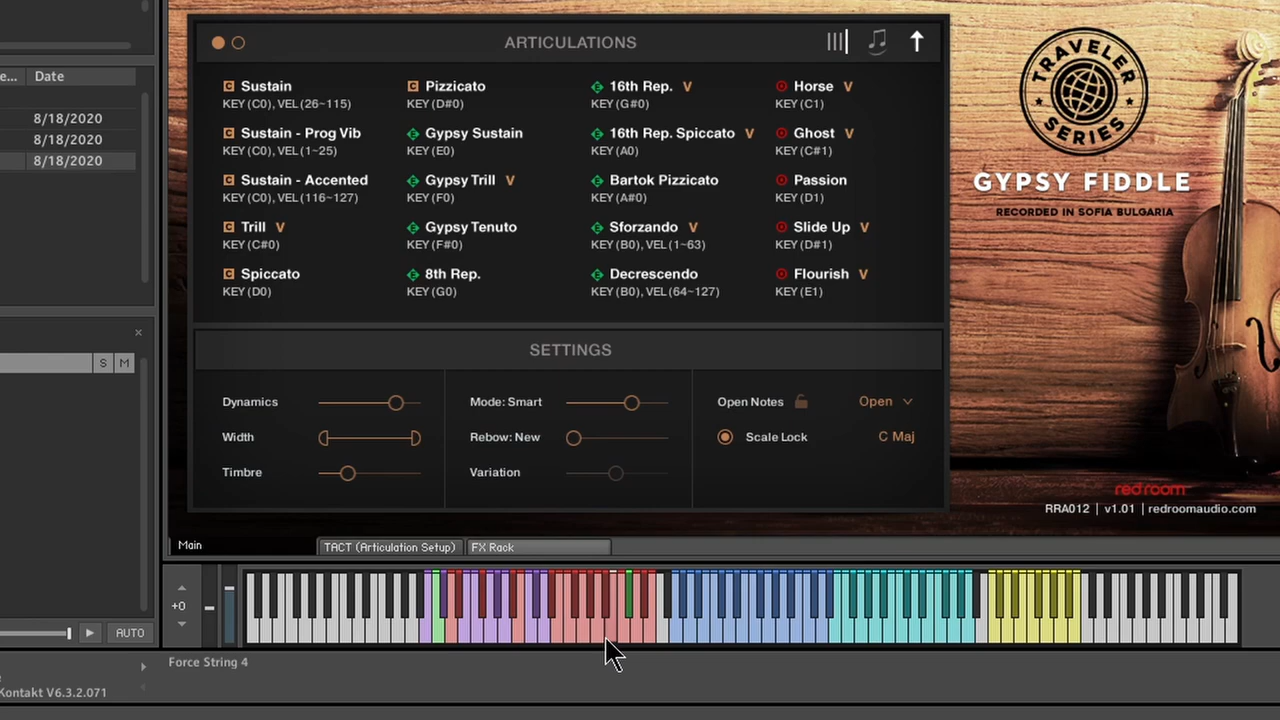 e... Date
8/18/2020
8/18/2020
8/18/2020
S M
AUTO
Kontakt V6.3.2.071
ARTICULATIONS
C Sustain
KEY (C0), VEL (26~115)
C Sustain - Prog Vib
KEY (C0), VEL (1~25)
C Sustain - Accented
KEY (C0), VEL (116~127)
C Trill V
KEY (C#0)
C Spiccato
KEY (D0)
C Pizzicato
KEY (D#0)
E Gypsy Sustain
KEY (E0)
E Gypsy Trill V
KEY (F0)
E Gypsy Tenuto
KEY (F#0)
E 8th Rep.
KEY (G0)
E 16th Rep. V
KEY (G#0)
E 16th Rep. Spiccato V
KEY (A0)
E Bartok Pizzicato
KEY (A#0)
E Sforzando V
KEY (B0), VEL (1~63)
E Decrescendo
KEY (B0), VEL (64~127)
O Horse V
KEY (C1)
O Ghost V
KEY (C#1)
O Passion
KEY (D1)
O Slide Up V
KEY (D#1)
O Flourish V
KEY (E1)
SETTINGS
Dynamics
Width
Timbre
Mode: Smart
Rebow: New
Variation
Open Notes Open
Scale Lock C Maj
TRAVELER
SERIES
GYPSY FIDDLE
RECORDED IN SOFIA BULGARIA
red room
RRA012 | v1.01 | redroomaudio.com
Main TACT (Articulation Setup) FX Rack
+0
Force String 4